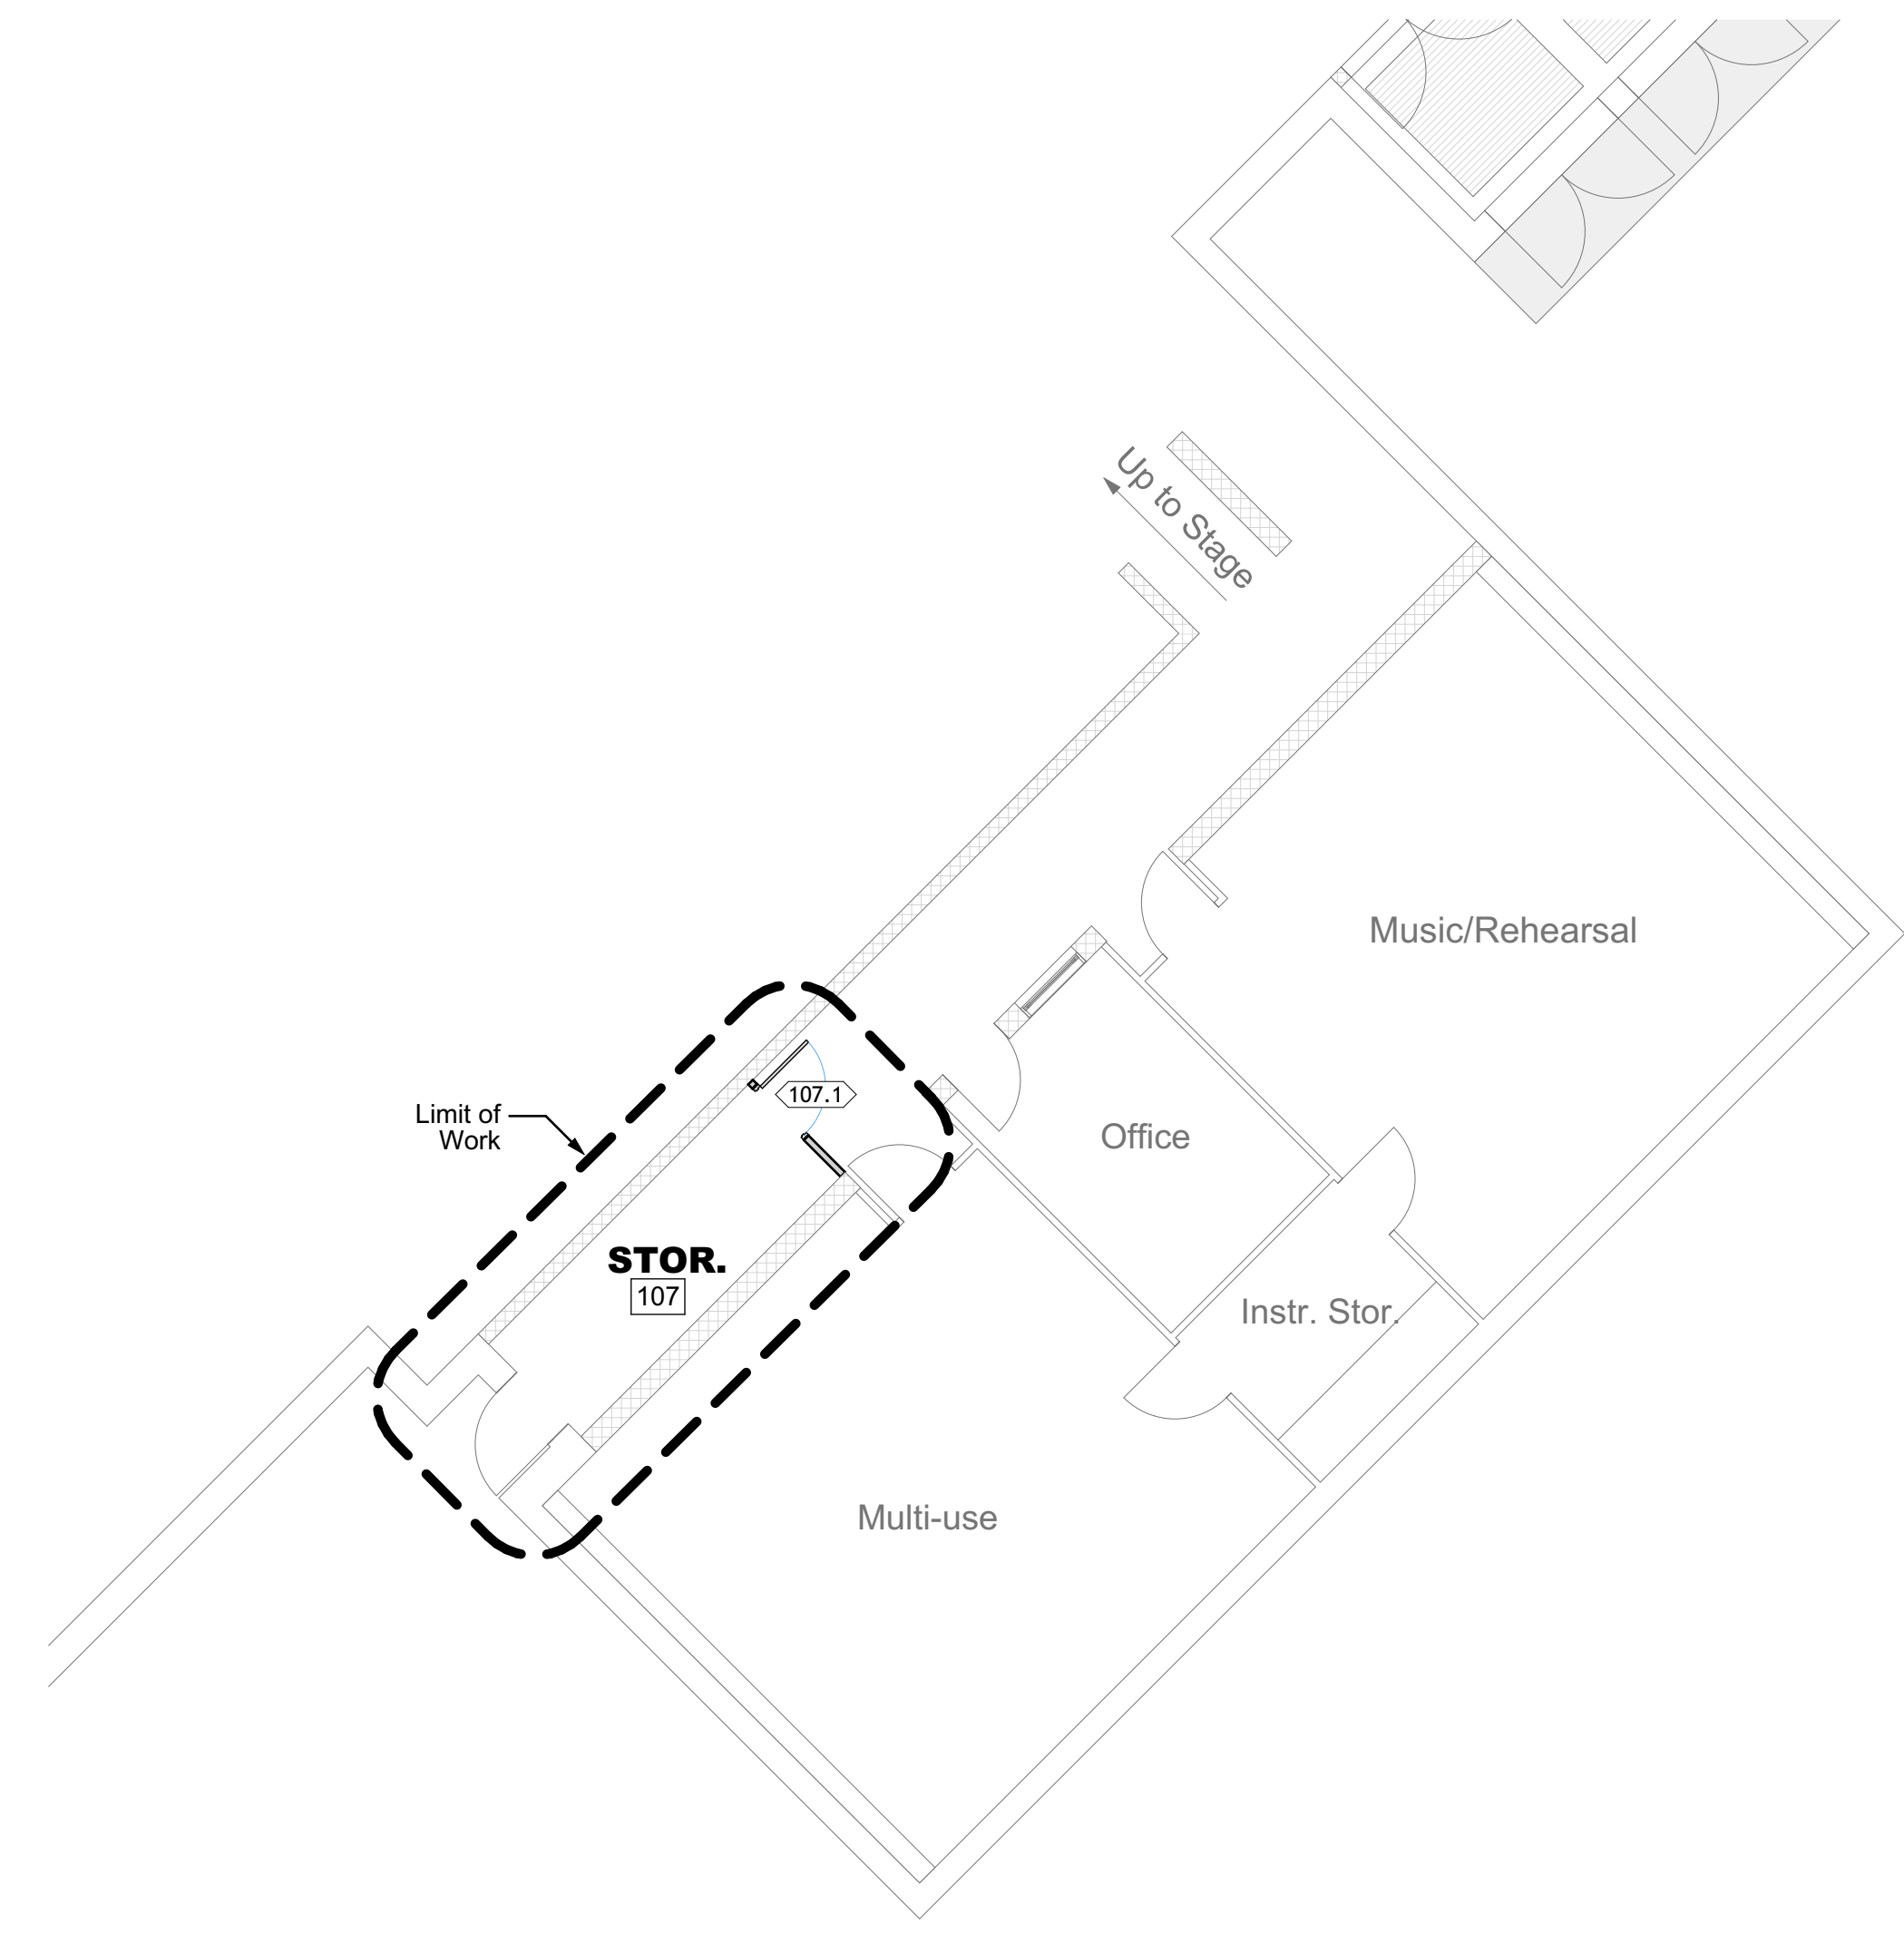 Up to Stage
Music/Rehearsal
107.1
Limit of
Work
Office
STOR.
107
Instr. Stor.
Multi-use